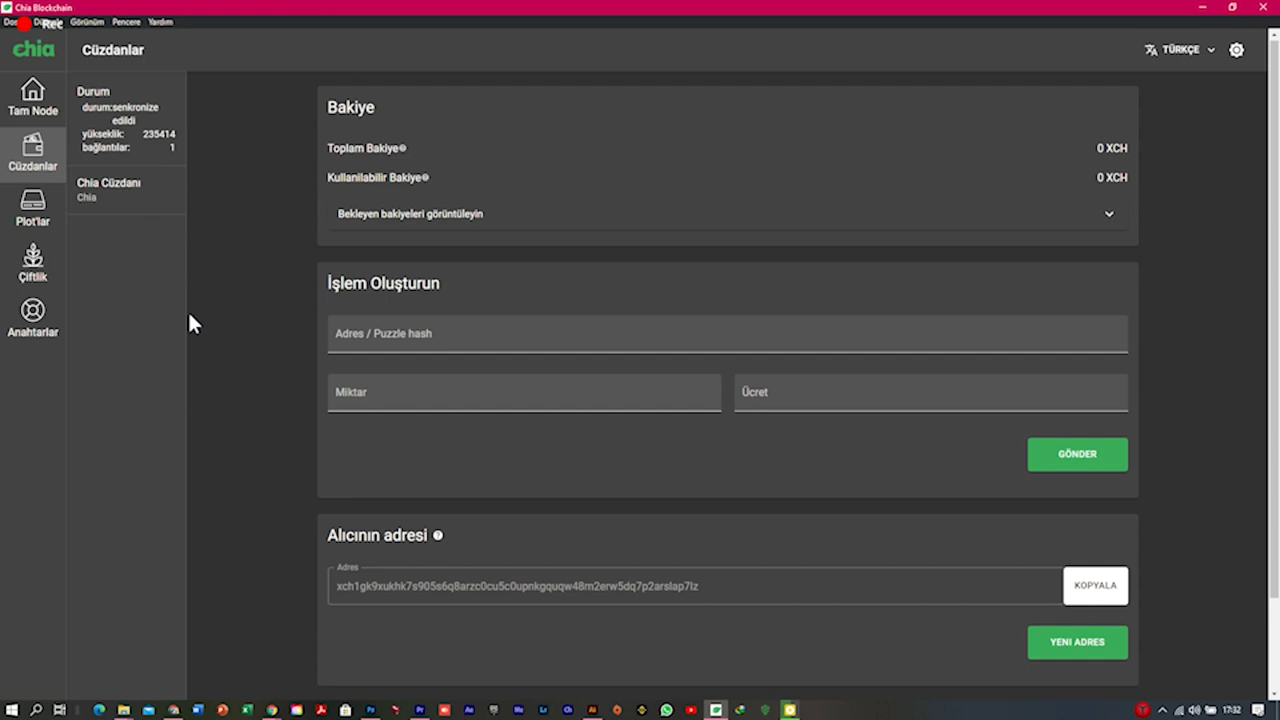 Chia Blockchain
Rec
Görünüm Pencere Yardım
chia
Cüzdanlar
TÜRKÇE
Tam Node
Cüzdanlar
Plot'lar
Çiftlik
Anahtarlar
Durum
durum:senkronize
edildi
yükseklik: 235414
bağlantılar: 1
Chia Cüzdanı
Chia
Bakiye
Toplam Bakiye
0 XCH
Kullanilabilir Bakiye
0 XCH
Bekleyen bakiyeleri görüntüleyin
İşlem Oluşturun
Adres / Puzzle hash
Miktar
Ücret
GÖNDER
Alıcının adresi
Adres
xch1gk9xukhk7s905s6q8arzc0cu5c0upnkgquqw48m2erw5dq7p2arslap7lz
KOPYALA
YENI ADRES
17:32